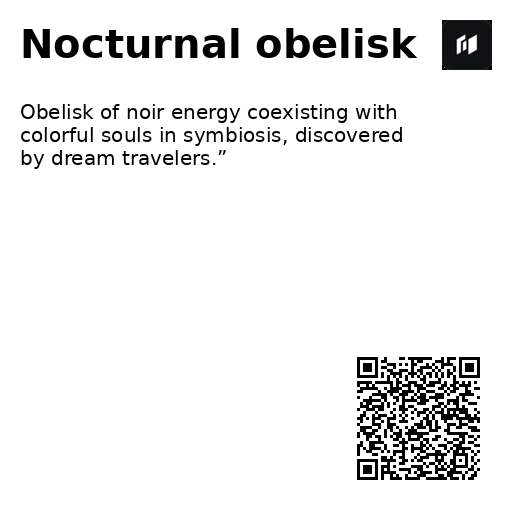 Nocturnal obelisk
Obelisk of noir energy coexisting with
colorful souls in symbiosis, discovered
by dream travelers.”